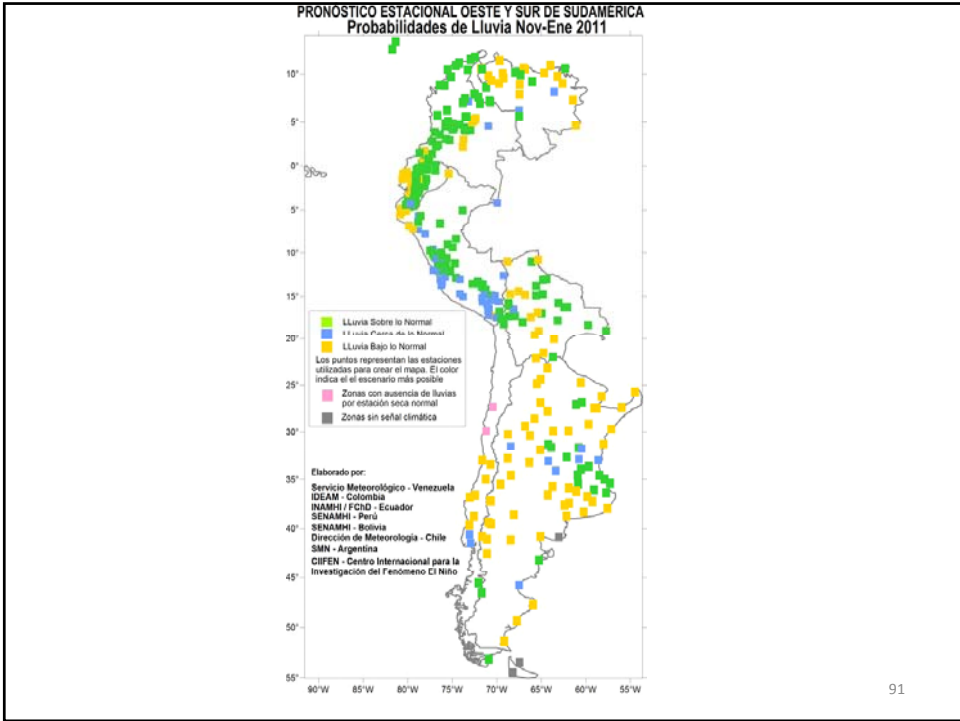 PRONÓSTICO ESTACIONAL OESTE Y SUR DE SUDAMÉRICA
Probabilidades de Lluvia Nov-Ene 2011
10°
5°
0°
5°
10°
15°
20°
25°
30°
35°
40°
45°
50°
55°
LLuvia Sobre lo Normal
LLuvia Cerca de lo Normal
LLuvia Bajo lo Normal
Los puntos representan las estaciones
utilizadas para crear el mapa. El color
indica el el escenario más posible
Zonas con ausencia de lluvias
por estación seca normal
Zonas sin señal climática
Elaborado por:
Servicio Meteorológico - Venezuela
IDEAM - Colombia
INAMHI / FChD - Ecuador
SENAMHI - Perú
SENAMHI - Bolivia
Dirección de Meteorología - Chile
SMN - Argentina
CIIFEN - Centro Internacional para la
Investigación del Fenómeno El Niño
90°W 85°W 80°W 75°W 70°W 65°W 60°W 55°W
91